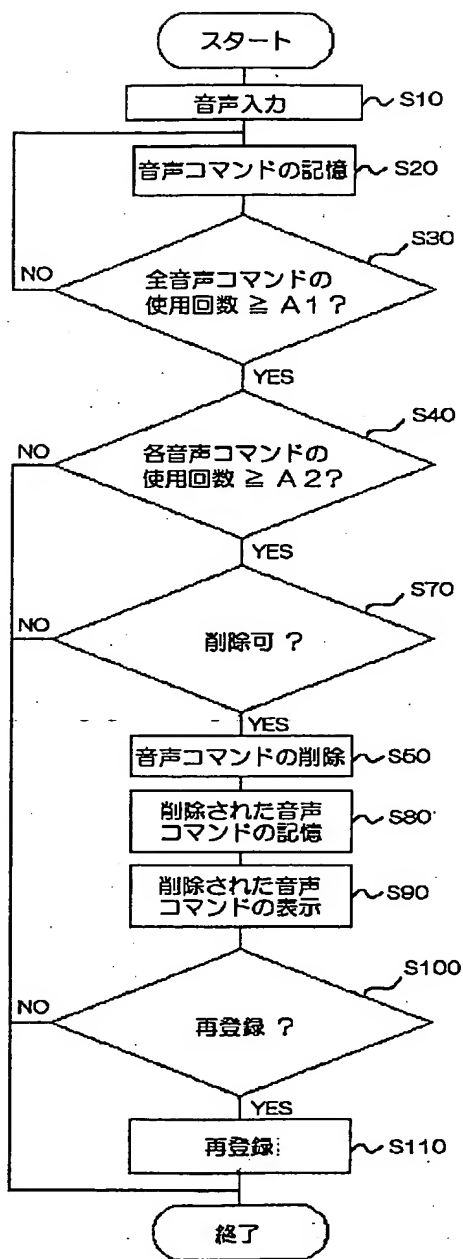 スタート
音声入力
S10
音声コマンドの記憶
S20
S30
全音声コマンドの
使用回数 ≧ A1?
NO
YES
S40
各音声コマンドの
使用回数 ≧ A2?
NO
YES
S70
削除可 ?
NO
YES
音声コマンドの削除
S50
削除された音声
コマンドの記憶
S80
削除された音声
コマンドの表示
S90
S100
再登録 ?
NO
YES
再登録
S110
終了